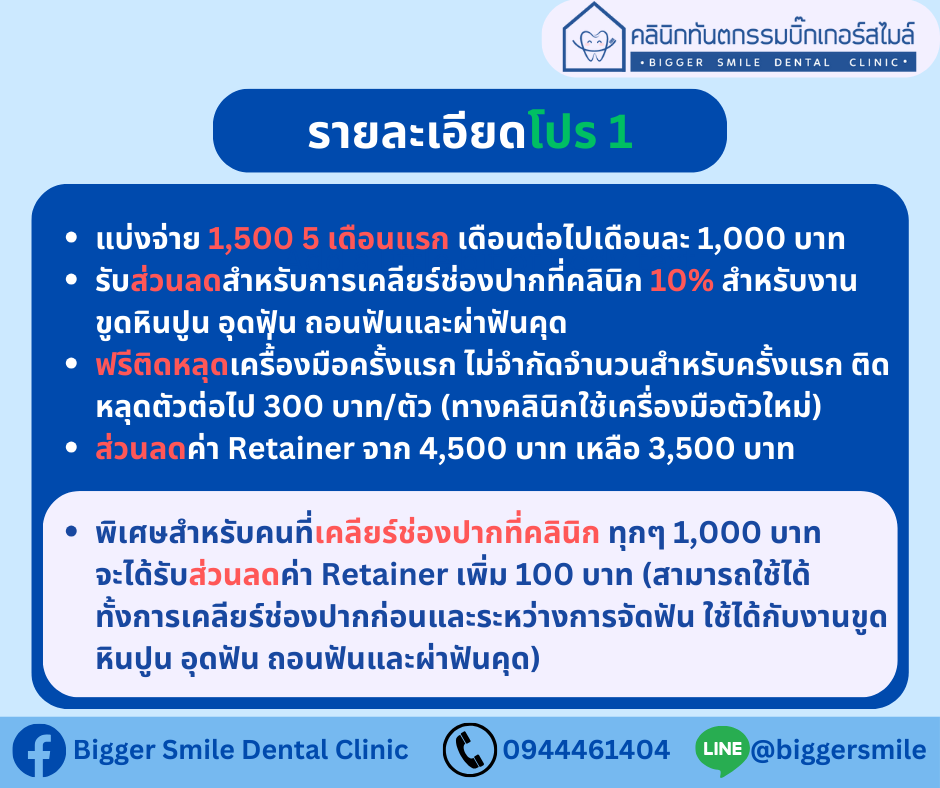 คลินิกทันตกรรมบิ๊กเกอร์สไมล์
• BIGGER SMILE DENTAL CLINIC •
รายละเอียดโปร 1
• แบ่งจ่าย 1,500 5 เดือนแรก เดือนต่อไปเดือนละ 1,000 บาท
• รับส่วนลดสำหรับการเคลียร์ช่องปากที่คลินิก 10% สำหรับงาน
ขูดหินปูน อุดฟัน ถอนฟันและผ่าฟันคุด
• ฟรีติดหลุดเครื่องมือครั้งแรก ไม่จำกัดจำนวนสำหรับครั้งแรก ติด
หลุดตัวต่อไป 300 บาท/ตัว (ทางคลินิกใช้เครื่องมือตัวใหม่)
• ส่วนลดค่า Retainer จาก 4,500 บาท เหลือ 3,500 บาท
• พิเศษสำหรับคนที่เคลียร์ช่องปากที่คลินิก ทุกๆ 1,000 บาท
จะได้รับส่วนลดค่า Retainer เพิ่ม 100 บาท (สามารถใช้ได้
ทั้งการเคลียร์ช่องปากก่อนและระหว่างการจัดฟัน ใช้ได้กับงานขูด
หินปูน อุดฟัน ถอนฟันและผ่าฟันคุด)
Bigger Smile Dental Clinic 0944461404 LINE @biggersmile